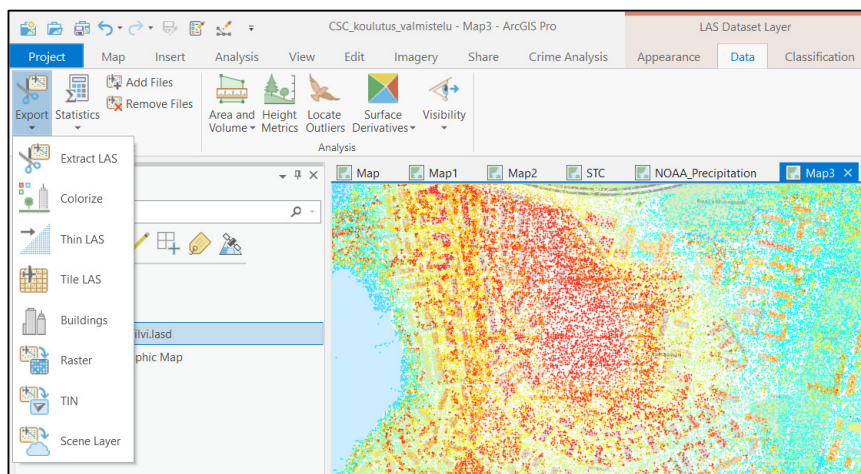 CSC_koulutus_valmistelu - Map3 - ArcGIS Pro
LAS Dataset Layer
Project Map Insert Analysis View Edit Imagery Share Crime Analysis Appearance Data Classification
Export Statistics Add Files
Remove Files
Area and Volume Height Metrics Locate Outliers Surface Derivatives Visibility
Analysis
Extract LAS
Colorize
Thin LAS
Tile LAS
Buildings
Raster
TIN
Scene Layer
Map Map1 Map2 STC NOAA_Precipitation Map3
ilvi.lasd
phic Map